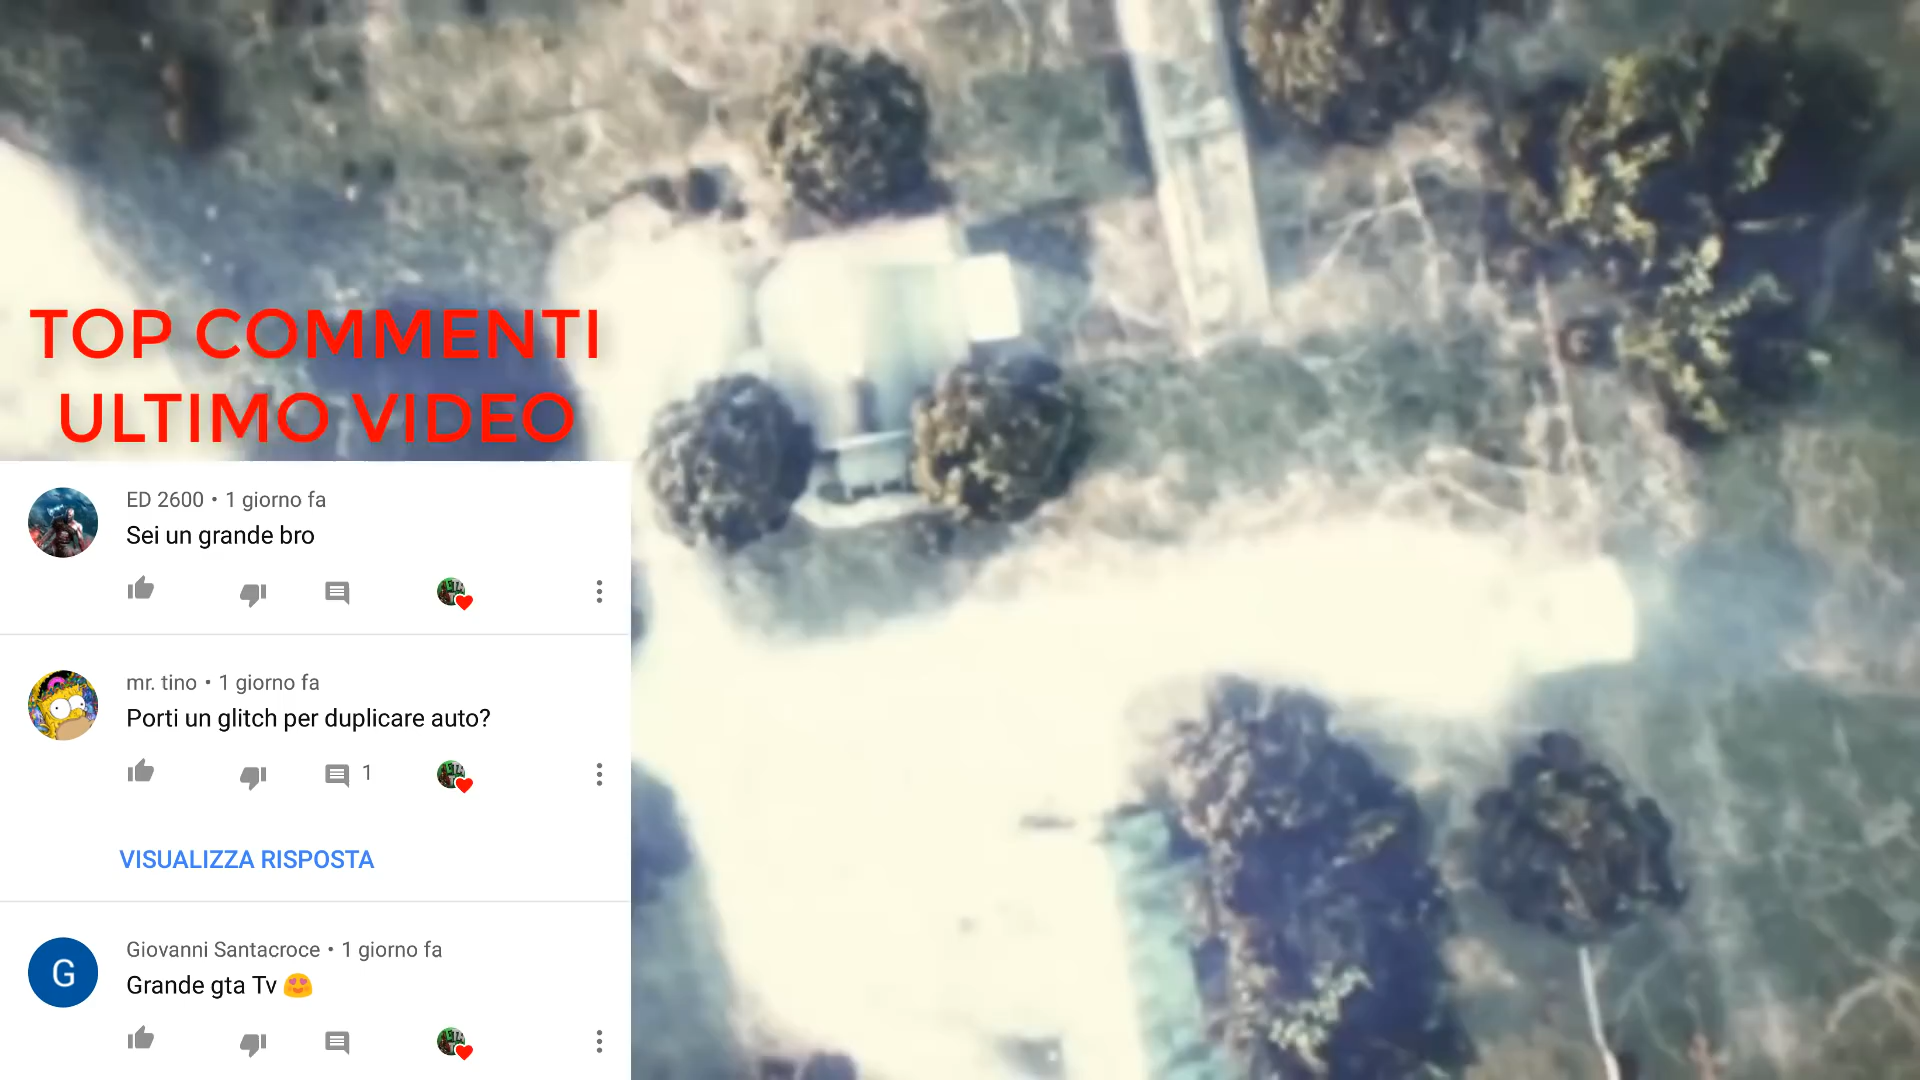 TOP COMMENTI
ULTIMO VIDEO
ED 2600 • 1 giorno fa
Sei un grande bro
mr. tino • 1 giorno fa
Porti un glitch per duplicare auto?
1
VISUALIZZA RISPOSTA
G
Giovanni Santacroce • 1 giorno fa
Grande gta Tv 😍